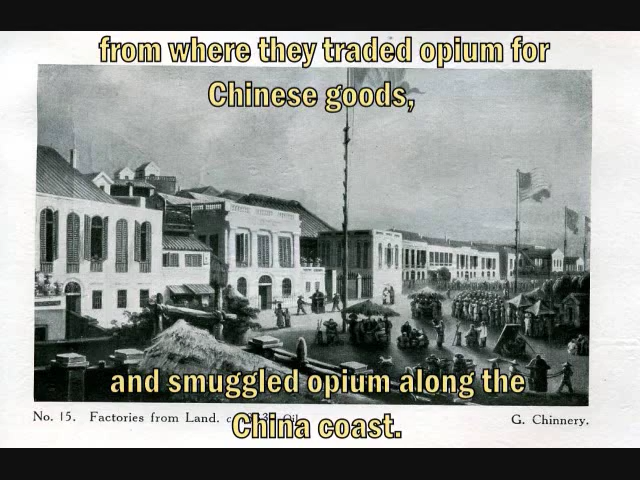 from where they traded opium for
Chinese goods,
and smuggled opium along the
No. 15. Factories from Land.
G. Chinnery.
China coast.